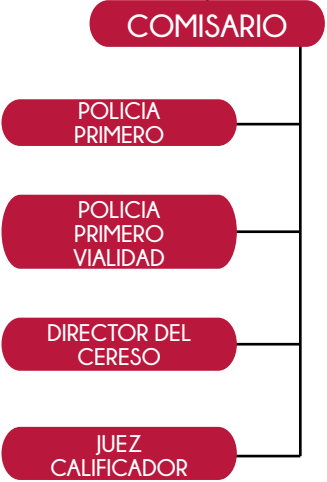 COMISARIO
POLICIA
PRIMERO
POLICIA
PRIMERO
VIALIDAD
DIRECTOR DEL
CERESO
JUEZ
CALIFICADOR